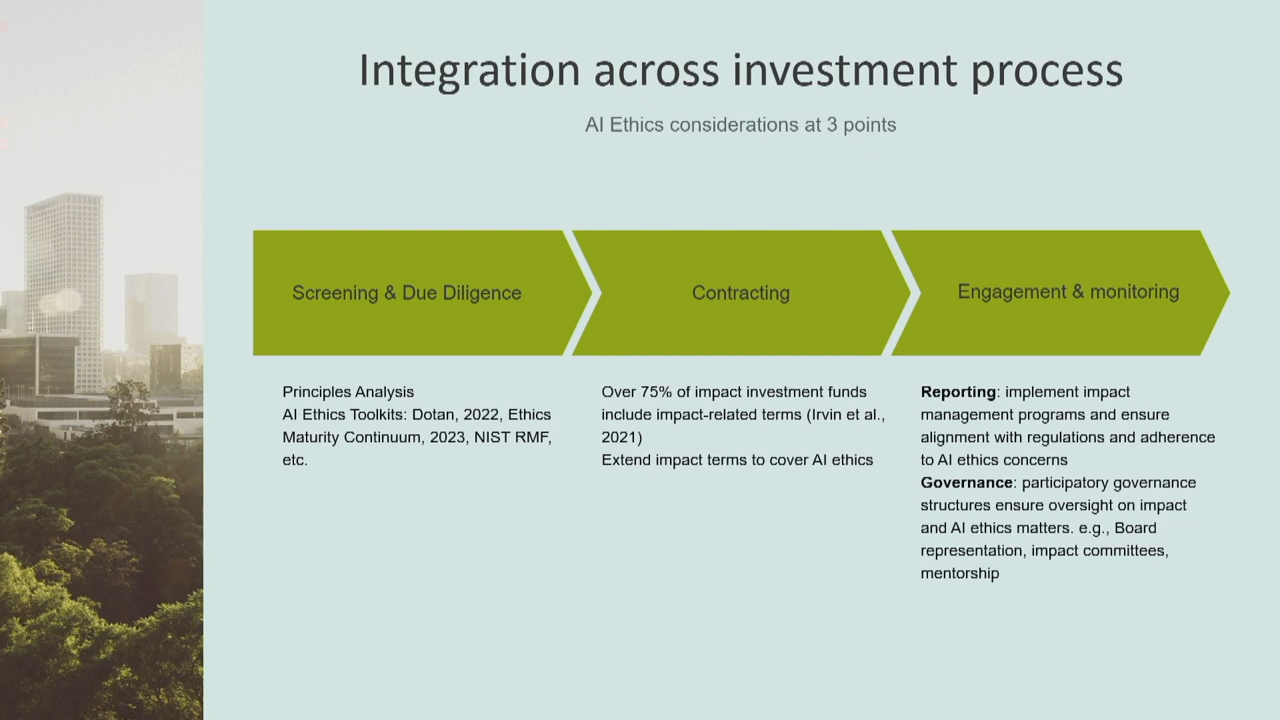 Integration across investment process
AI Ethics considerations at 3 points
Screening & Due Diligence
Contracting
Engagement & monitoring
Principles Analysis
AI Ethics Toolkits: Dotan, 2022, Ethics
Maturity Continuum, 2023, NIST RMF,
etc.
Over 75% of impact investment funds
include impact-related terms (Irvin et al.,
2021)
Extend impact terms to cover AI ethics
Reporting: implement impact
management programs and ensure
alignment with regulations and adherence
to AI ethics concerns
Governance: participatory governance
structures ensure oversight on impact
and AI ethics matters. e.g., Board
representation, impact committees,
mentorship